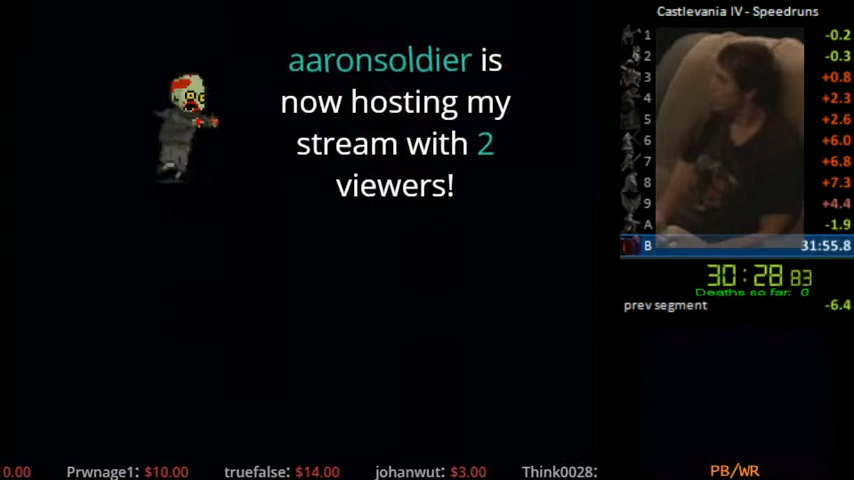 aaronsoldier is
now hosting my
stream with 2
viewers!
Castlevania IV - Speedruns
1 -0.2
2 -0.3
3 +0.8
4 +2.3
5 +2.6
6 +6.0
7 +6.8
8 +7.3
9 +4.4
A -1.9
B 31:55.8
30:28 83
Deaths so far: 0
prev segment -6.4
0.00 Prwnage1: $10.00 truefalse: $14.00 johanwut: $3.00 Think0028:
PB/WR